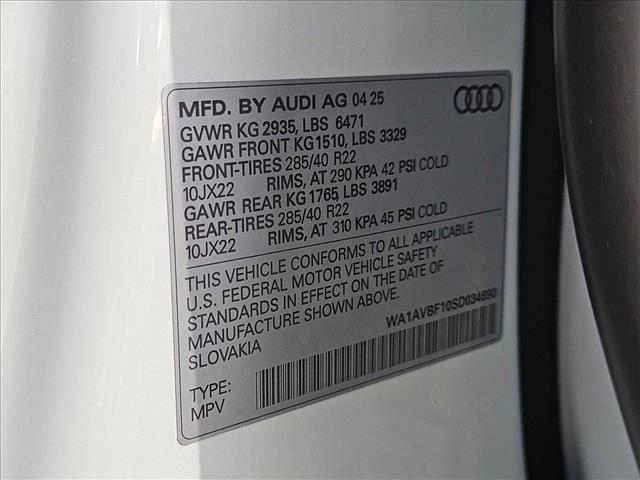 MFD. BY AUDI AG 04 25
GVWR KG 2935, LBS 6471
GAWR FRONT KG1510, LBS 3329
FRONT-TIRES 285/40 R22
10JX22 RIMS, AT 290 KPA 42 PSI COLD
GAWR REAR KG 1765, LBS 3891
REAR-TIRES 285/40 R22
10JX22 RIMS, AT 310 KPA 45 PSI COLD
THIS VEHICLE CONFORMS TO ALL APPLICABLE
U.S. FEDERAL MOTOR VEHICLE SAFETY
STANDARDS IN EFFECT ON THE DATE OF
MANUFACTURE SHOWN ABOVE.
SLOVAKIA
WA1AVBF10SD034690
TYPE:
MPV